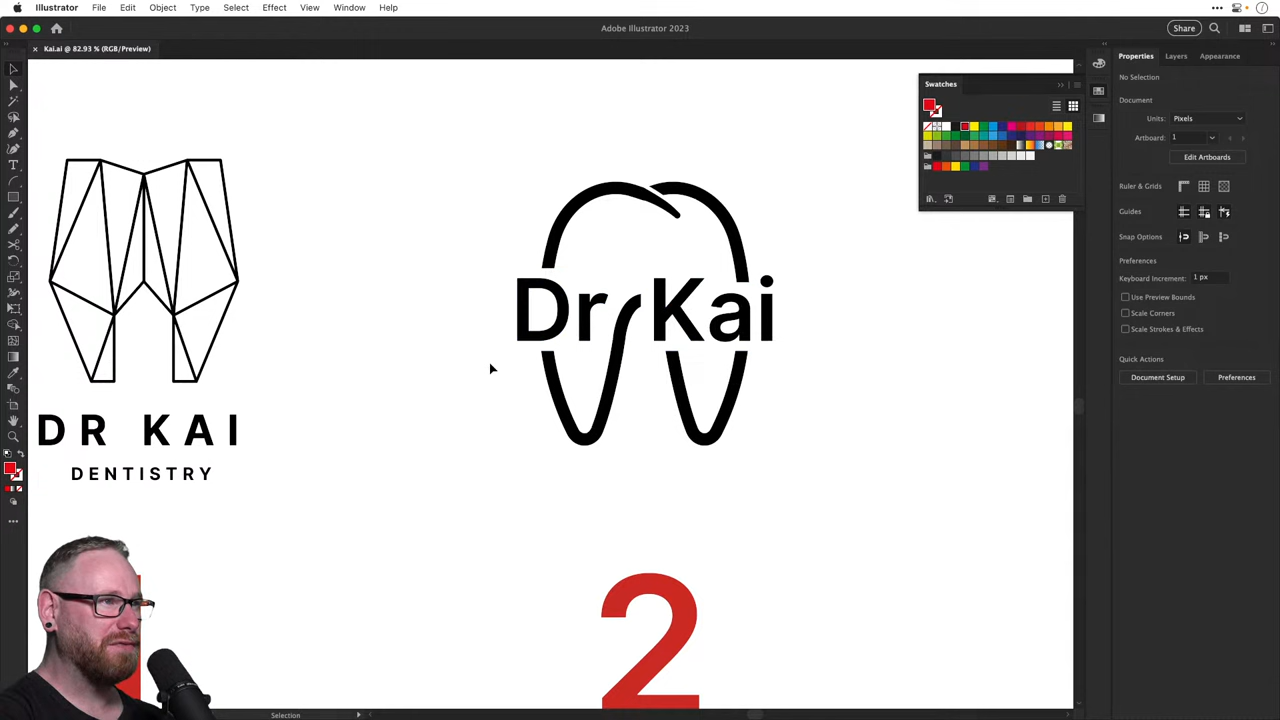 Illustrator File Edit Object Type Select Effect View Window Help
Adobe Illustrator 2023
Share
Kai.ai @ 82.93 % (RGB/Preview)
Swatches
Properties Layers Appearance
No Selection
Document
Units: Pixels
Artboard: 1
Edit Artboards
Ruler & Grids
Guides
Snap Options
Preferences
Keyboard Increment: 1 px
Use Preview Bounds
Scale Corners
Scale Strokes & Effects
Quick Actions
Document Setup Preferences
Dr Kai
DR KAI
DENTISTRY
2
Selection